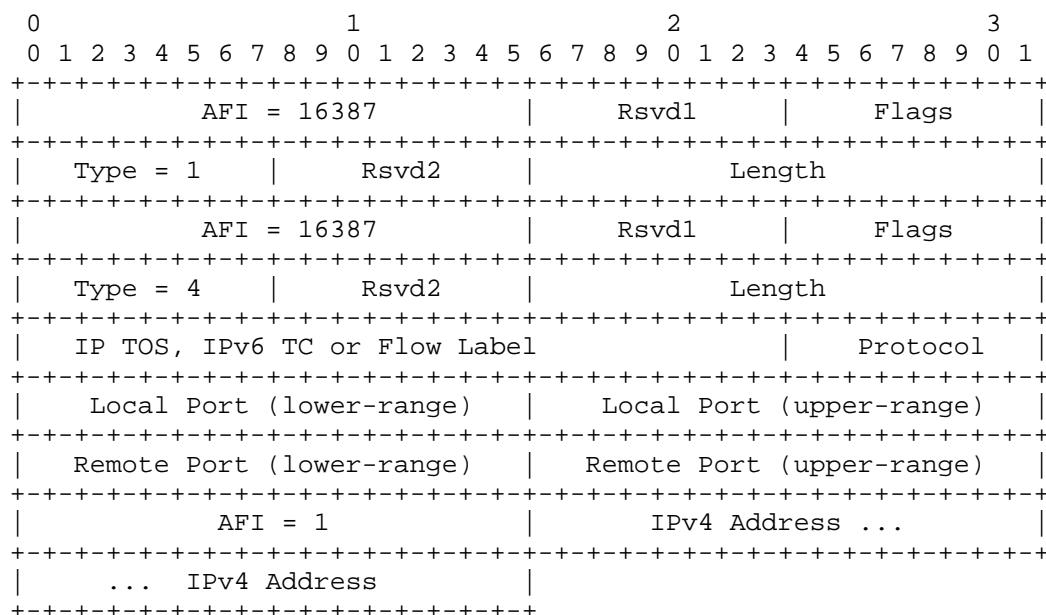 0                   1                   2                   3
 0 1 2 3 4 5 6 7 8 9 0 1 2 3 4 5 6 7 8 9 0 1 2 3 4 5 6 7 8 9 0 1
+-+-+-+-+-+-+-+-+-+-+-+-+-+-+-+-+-+-+-+-+-+-+-+-+-+-+-+-+-+-+-+-+
|           AFI = 16387         |     Rsvd1     |     Flags     |
+-+-+-+-+-+-+-+-+-+-+-+-+-+-+-+-+-+-+-+-+-+-+-+-+-+-+-+-+-+-+-+-+
|   Type = 1    |     Rsvd2     |            Length             |
+-+-+-+-+-+-+-+-+-+-+-+-+-+-+-+-+-+-+-+-+-+-+-+-+-+-+-+-+-+-+-+-+
|           AFI = 16387         |     Rsvd1     |     Flags     |
+-+-+-+-+-+-+-+-+-+-+-+-+-+-+-+-+-+-+-+-+-+-+-+-+-+-+-+-+-+-+-+-+
|   Type = 4    |     Rsvd2     |            Length             |
+-+-+-+-+-+-+-+-+-+-+-+-+-+-+-+-+-+-+-+-+-+-+-+-+-+-+-+-+-+-+-+-+
|   IP TOS, IPv6 TC or Flow Label               |    Protocol   |
+-+-+-+-+-+-+-+-+-+-+-+-+-+-+-+-+-+-+-+-+-+-+-+-+-+-+-+-+-+-+-+-+
|    Local Port (lower-range)   |    Local Port (upper-range)   |
+-+-+-+-+-+-+-+-+-+-+-+-+-+-+-+-+-+-+-+-+-+-+-+-+-+-+-+-+-+-+-+-+
|   Remote Port (lower-range)   |   Remote Port (upper-range)   |
+-+-+-+-+-+-+-+-+-+-+-+-+-+-+-+-+-+-+-+-+-+-+-+-+-+-+-+-+-+-+-+-+
|            AFI = 1            |       IPv4 Address ...        |
+-+-+-+-+-+-+-+-+-+-+-+-+-+-+-+-+-+-+-+-+-+-+-+-+-+-+-+-+-+-+-+-+
|     ...  IPv4 Address         |
+-+-+-+-+-+-+-+-+-+-+-+-+-+-+-+-+